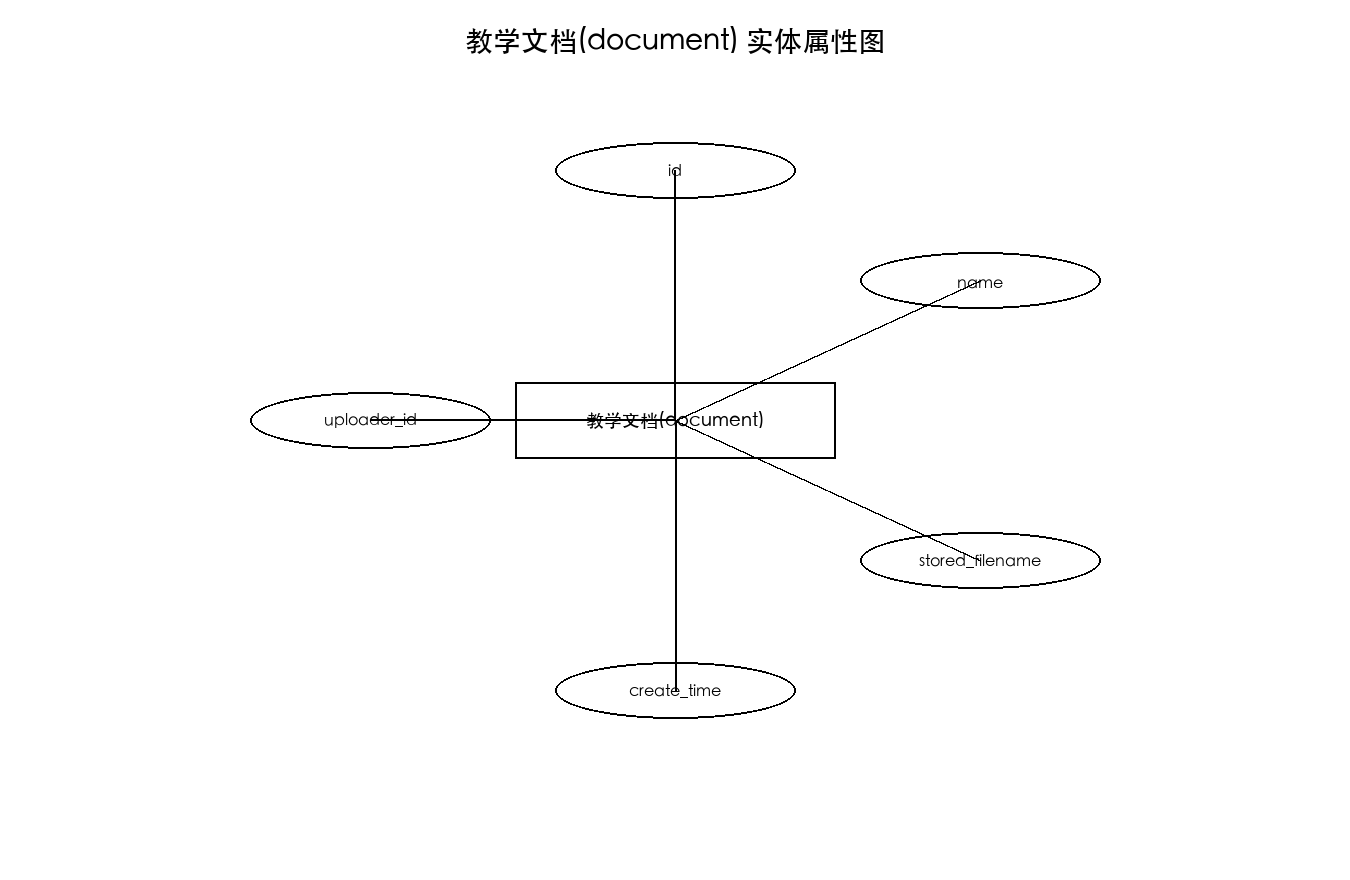 教学文档(document) 实体属性图
id
name
uploader_id
教学文档(document)
stored_filename
create_time